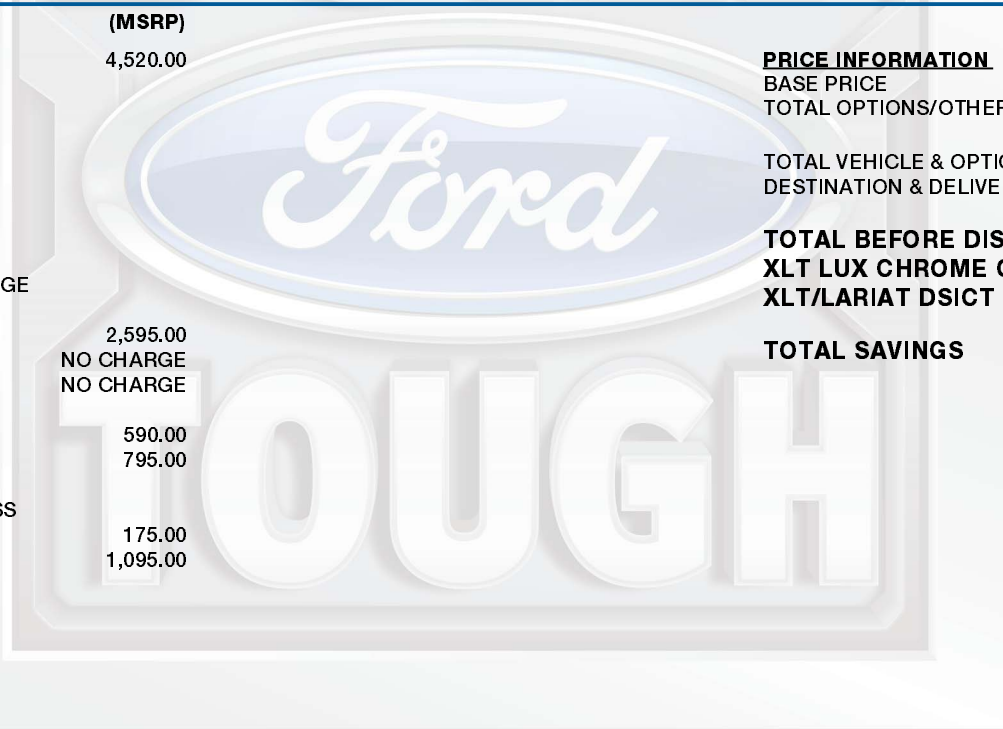 (MSRP)
4,520.00
GE
2,595.00
NO CHARGE
NO CHARGE
590.00
795.00
SS
175.00
1,095.00
Ford
TOUGH
PRICE INFORMATION
BASE PRICE
TOTAL OPTIONS/OTHER
TOTAL VEHICLE & OPTIO
DESTINATION & DELIVE
TOTAL BEFORE DIS
XLT LUX CHROME
XLT/LARIAT DSICT
TOTAL SAVINGS